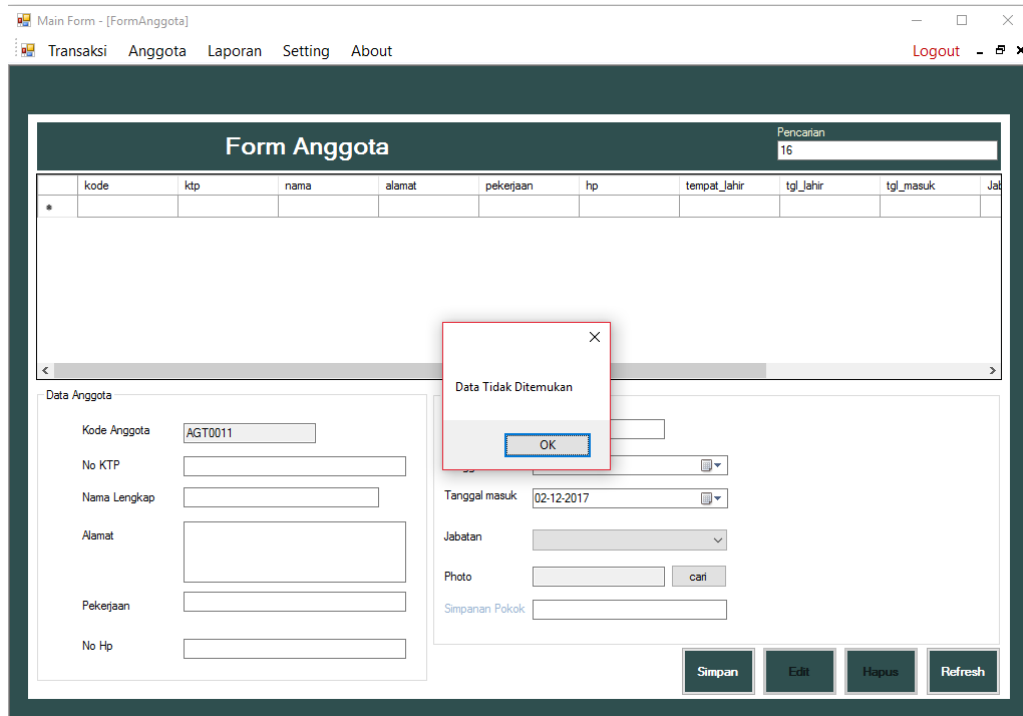 Main Form - [FormAnggota]
Transaksi Anggota Laporan Setting About Logout
Form Anggota
Pencarian
16
kode ktp nama alamat pekerjaan hp tempat_lahir tgl_lahir tgl_masuk
Data Tidak Ditemukan
OK
Data Anggota
Kode Anggota AGT0011
No KTP
Nama Lengkap
Alamat
Pekerjaan
No Hp
Tanggal masuk 02-12-2017
Jabatan
Photo cari
Simpanan Pokok
Simpan Edit Hapus Refresh